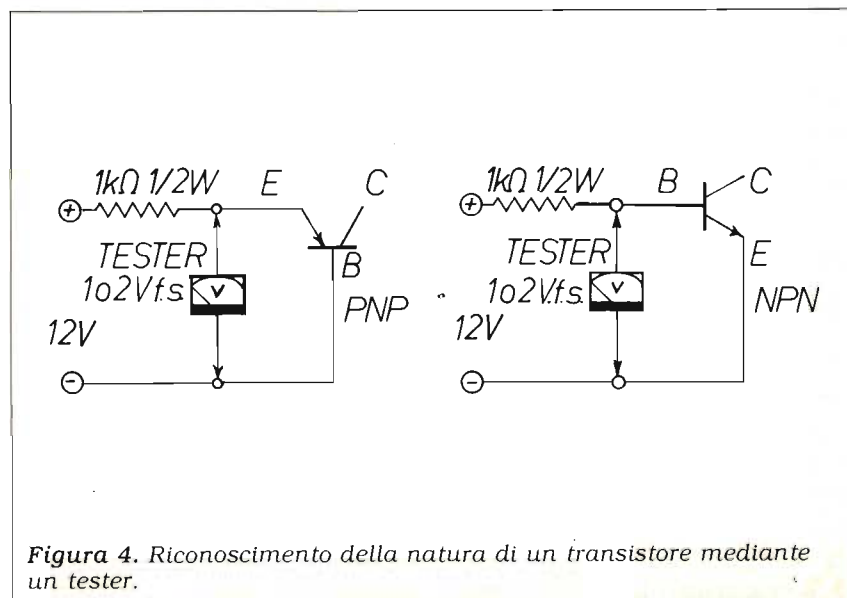 1kΩ 1/2W E C
TESTER
1o2Vf.s. V
B
PNP
12V
+
-
1kΩ 1/2W B C
TESTER
1o2V.f.s. V
E
NPN
12V
+
-
Figura 4. Riconoscimento della natura di un transistore mediante
un tester.